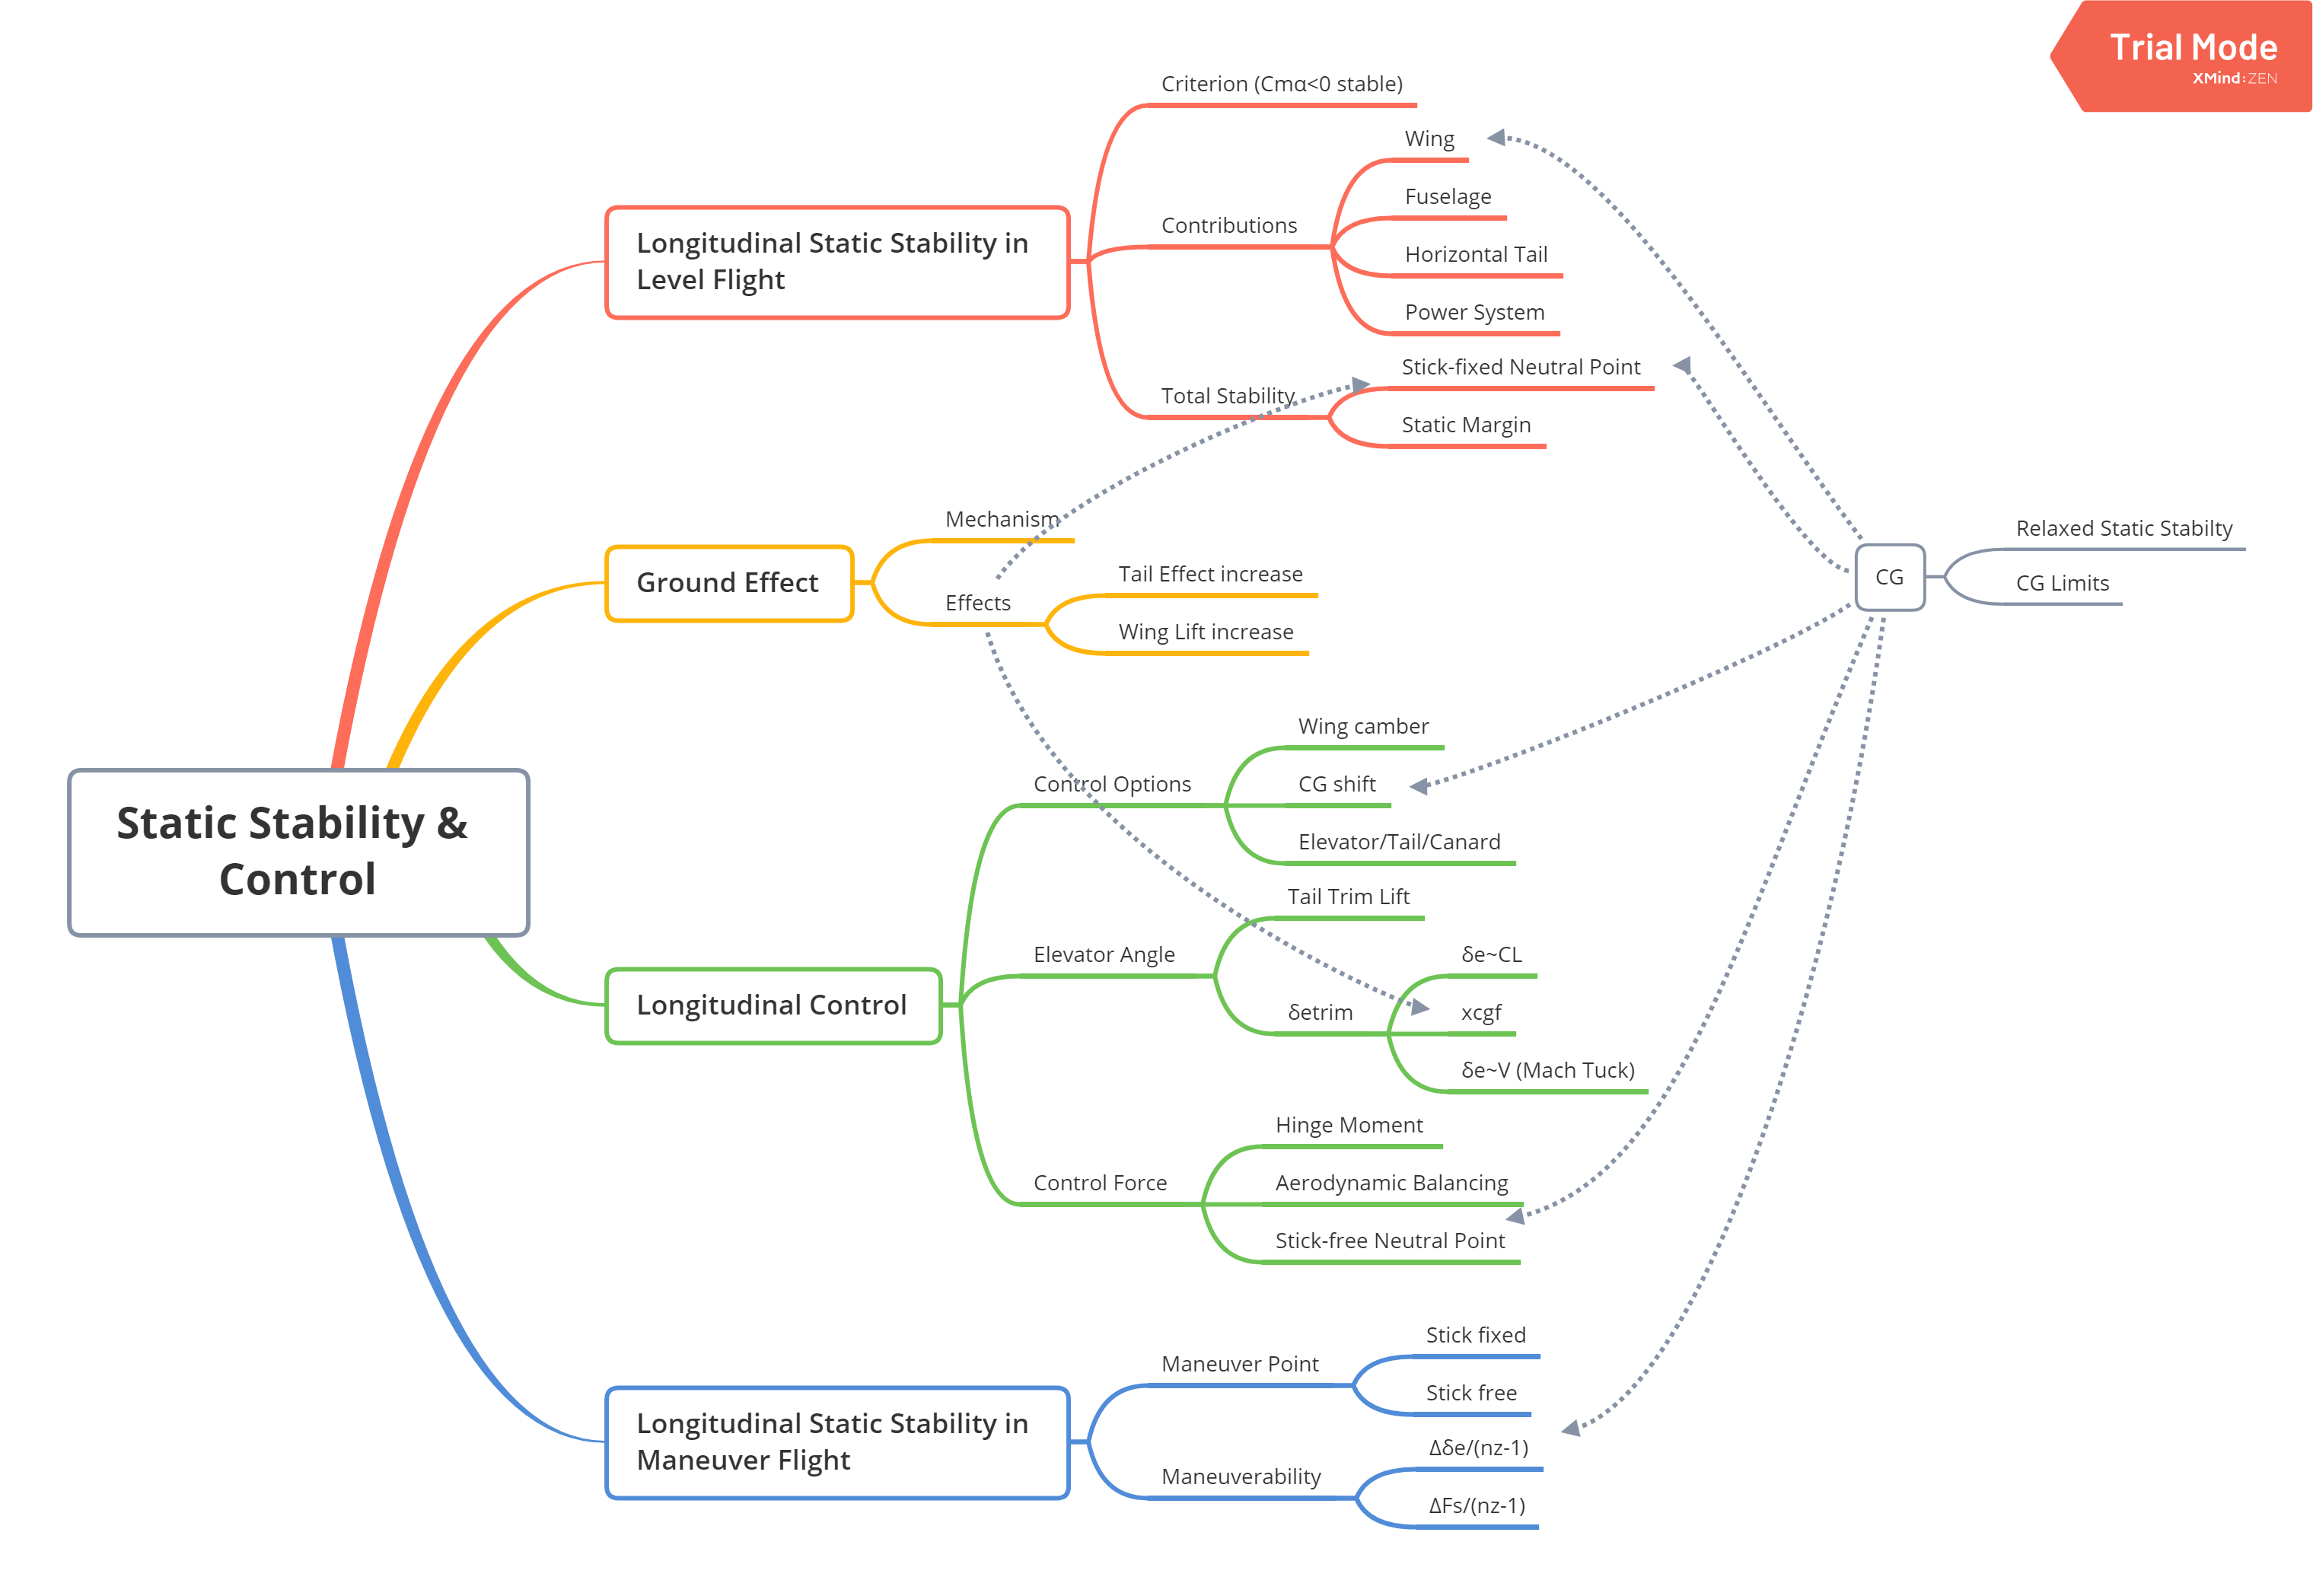 Trial Mode
XMind:ZEN
Static Stability &
Control
Longitudinal Static Stability in
Level Flight
Criterion (Cmα<0 stable)
Contributions
Wing
Fuselage
Horizontal Tail
Power System
Total Stability
Stick-fixed Neutral Point
Static Margin
Ground Effect
Mechanism
Effects
Tail Effect increase
Wing Lift increase
Longitudinal Control
Control Options
Wing camber
CG shift
Elevator/Tail/Canard
Elevator Angle
Tail Trim Lift
δetrim
δe~CL
xcgf
δe~V (Mach Tuck)
Control Force
Hinge Moment
Aerodynamic Balancing
Stick-free Neutral Point
Longitudinal Static Stability in
Maneuver Flight
Maneuver Point
Stick fixed
Stick free
Maneuverability
Δδe/(nz-1)
ΔFs/(nz-1)
CG
Relaxed Static Stabilty
CG Limits